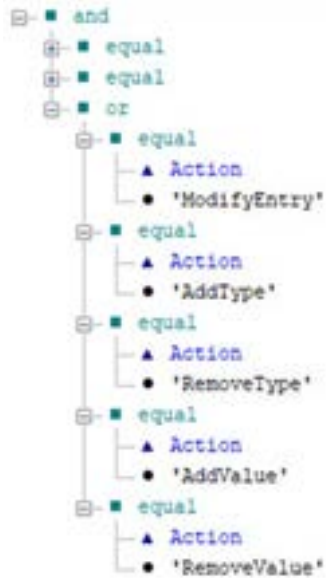 and
equal
equal
or
equal
Action
'ModifyEntry'
equal
Action
'AddType'
equal
Action
'RemoveType'
equal
Action
'AddValue'
equal
Action
'RemoveValue'